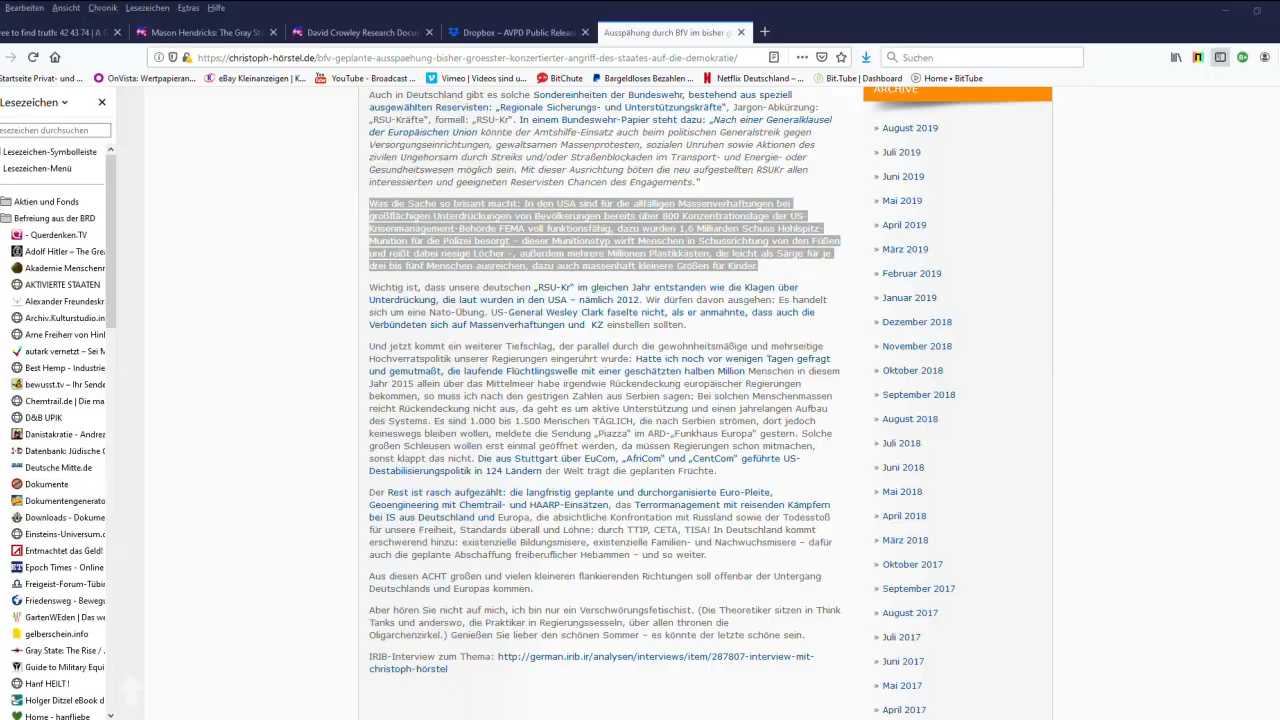 Bearbeiten Ansicht Chronik Lesezeichen Extras Hilfe
ee to find truth: 42 43 74 | A G
Mason Hendricks: The Gray St
David Crowley Research Docu
Dropbox – AVPD Public Releas
Ausspähung durch BfV im bisher g
https://christoph-hörstel.de/bfv-geplante-ausspaehung-bisher-groesster-konzertierter-angriff-des-staates-auf-die-demokratie/
Suchen
Startseite Privat- und ...
OnVista: Wertpapieran...
eBay Kleinanzeigen | K...
YouTube - Broadcast ...
Vimeo | Videos sind u...
BitChute
Bargeldloses Bezahlen ...
Netflix Deutschland – ...
Bit.Tube | Dashboard
Home • BitTube
Lesezeichen
esezeichen durchsuchen
Lesezeichen-Symbolleiste
Lesezeichen-Menü
Aktien und Fonds
Befreiung aus der BRD
- Querdenken.TV
Adolf Hitler – The Grea
Akademie Menschenr
AKTIVIERTE STAATEN
Alexander Freundeskr
Archiv.Kulturstudio.in
Arne Freiherr von Hin
autark vernetzt – Sei M
Best Hemp - Industrie
bewusst.tv – Ihr Sende
Chemtrail.de | Die ma
D&B UPIK
Danistakratie - Andrea
Datenbank: Jüdische G
Deutsche Mitte.de
Dokumente
Dokumentengenerato
Downloads - Dokume
Einsteins-Universum.c
Entmachtet das Geld!
Epoch Times - Online
Freigeist-Forum-Tübin
Friedensweg - Bewegu
GartenWEden | Das we
gelberschein.info
Gray State: The Rise /
Guide to Military Equi
Hanf HEILT !
Holger Ditzel eBook d
Home - hanfliebe
Auch in Deutschland gibt es solche Sondereinheiten der Bundeswehr, bestehend aus speziell
ausgewählten Reservisten: „Regionale Sicherungs- und Unterstützungskräfte“, Jargon-Abkürzung:
„RSU-Kräfte“, formell: „RSU-Kr“. In einem Bundeswehr-Papier steht dazu: „Nach einer Generalklausel
der Europäischen Union könnte der Amtshilfe-Einsatz auch beim politischen Generalstreik gegen
Versorgungseinrichtungen, gewaltsamen Massenprotesten, sozialen Unruhen sowie Aktionen des
zivilen Ungehorsam durch Streiks und/oder Straßenblockaden im Transport- und Energie- oder
Gesundheitswesen möglich sein. Mit dieser Ausrichtung böten die neu aufgestellten RSUKr allen
interessierten und geeigneten Reservisten Chancen des Engagements.“
Was die Sache so brisant macht: In den USA sind für die allfälligen Massenverhaftungen bei
großflächigen Unterdrückungen von Bevölkerungen bereits über 800 Konzentrationslage der US-
Krisenmanagement-Behörde FEMA voll funktionsfähig, dazu wurden 1,6 Milliarden Schuss Hohlspitz-
Munition für die Polizei besorgt – dieser Munitionstyp wirft Menschen in Schussrichtung von den Füßen
und reißt dabei riesige Löcher -, außerdem mehrere Millionen Plastikkästen, die leicht als Särge für je
drei bis fünf Menschen ausreichen, dazu auch massenhaft kleinere Größen für Kinder.
Wichtig ist, dass unsere deutschen „RSU-Kr“ im gleichen Jahr entstanden wie die Klagen über
Unterdrückung, die laut wurden in den USA – nämlich 2012. Wir dürfen davon ausgehen: Es handelt
sich um eine Nato-Übung. US-General Wesley Clark faselte nicht, als er anmahnte, dass auch die
Verbündeten sich auf Massenverhaftungen und KZ einstellen sollten.
Und jetzt kommt ein weiterer Tiefschlag, der parallel durch die gewohnheitsmäßige und mehrseitige
Hochverratspolitik unserer Regierungen eingerührt wurde: Hatte ich noch vor wenigen Tagen gefragt
und gemutmaßt, die laufende Flüchtlingswelle mit einer geschätzten halben Million Menschen in diesem
Jahr 2015 allein über das Mittelmeer habe irgendwie Rückendeckung europäischer Regierungen
bekommen, so muss ich nach den gestrigen Zahlen aus Serbien sagen: Bei solchen Menschenmassen
reicht Rückendeckung nicht aus, da geht es um aktive Unterstützung und einen jahrelangen Aufbau
des Systems. Es sind 1.000 bis 1.500 Menschen TÄGLICH, die nach Serbien strömen, dort jedoch
keineswegs bleiben wollen, meldete die Sendung „Piazza“ im ARD-„Funkhaus Europa“ gestern. Solche
großen Schleusen wollen erst einmal geöffnet werden, da müssen Regierungen schon mitmachen,
sonst klappt das nicht. Die aus Stuttgart über EuCom, „AfriCom“ und „CentCom“ geführte US-
Destabilisierungspolitik in 124 Ländern der Welt trägt die geplanten Früchte.
Der Rest ist rasch aufgezählt: die langfristig geplante und durchorganisierte Euro-Pleite,
Geoengineering mit Chemtrail- und HAARP-Einsätzen, das Terrormanagement mit reisenden Kämpfern
bei IS aus Deutschland und Europa, die absichtliche Konfrontation mit Russland sowie der Todesstoß
für unsere Freiheit, Standards überall und Löhne: durch TTIP, CETA, TISA! In Deutschland kommt
erschwerend hinzu: existenzielle Bildungsmisere, existenzielle Familien- und Nachwuchsmisere – dafür
auch die geplante Abschaffung freiberuflicher Hebammen – und so weiter.
Aus diesen ACHT großen und vielen kleineren flankierenden Richtungen soll offenbar der Untergang
Deutschlands und Europas kommen.
Aber hören Sie nicht auf mich, ich bin nur ein Verschwörungsfetischist. (Die Theoretiker sitzen in Think
Tanks und anderswo, die Praktiker in Regierungssesseln, über allen thronen die
Oligarchenzirkel.) Genießen Sie lieber den schönen Sommer – es könnte der letzte schöne sein.
IRIB-Interview zum Thema: http://german.irib.ir/analysen/interviews/item/287807-interview-mit-
christoph-hörstel
ARCHIVE
» August 2019
» Juli 2019
» Juni 2019
» Mai 2019
» April 2019
» März 2019
» Februar 2019
» Januar 2019
» Dezember 2018
» November 2018
» Oktober 2018
» September 2018
» August 2018
» Juli 2018
» Juni 2018
» Mai 2018
» April 2018
» März 2018
» Oktober 2017
» September 2017
» August 2017
» Juli 2017
» Juni 2017
» Mai 2017
» April 2017